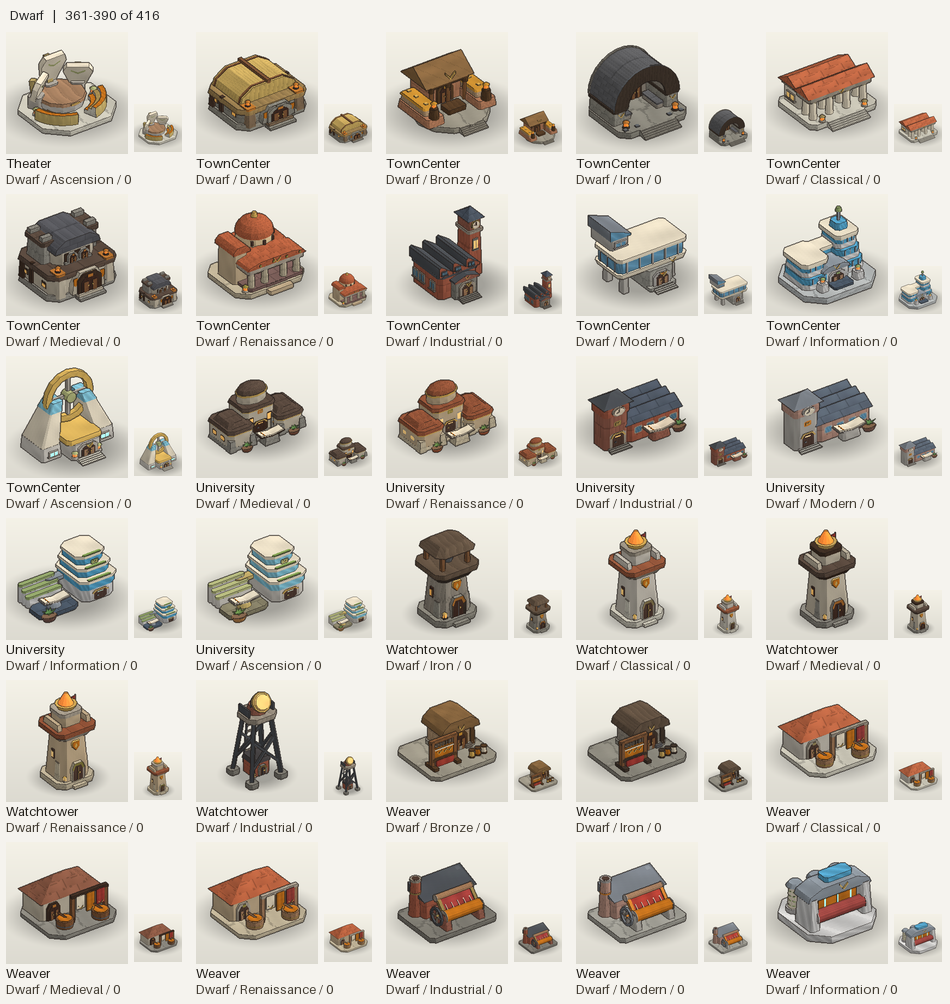 Dwarf | 361-390 of 416
Theater
Dwarf / Ascension / 0
TownCenter
Dwarf / Dawn / 0
TownCenter
Dwarf / Bronze / 0
TownCenter
Dwarf / Iron / 0
TownCenter
Dwarf / Classical / 0
TownCenter
Dwarf / Medieval / 0
TownCenter
Dwarf / Renaissance / 0
TownCenter
Dwarf / Industrial / 0
TownCenter
Dwarf / Modern / 0
TownCenter
Dwarf / Information / 0
TownCenter
Dwarf / Ascension / 0
University
Dwarf / Medieval / 0
University
Dwarf / Renaissance / 0
University
Dwarf / Industrial / 0
University
Dwarf / Modern / 0
University
Dwarf / Information / 0
University
Dwarf / Ascension / 0
Watchtower
Dwarf / Iron / 0
Watchtower
Dwarf / Classical / 0
Watchtower
Dwarf / Medieval / 0
Watchtower
Dwarf / Renaissance / 0
Watchtower
Dwarf / Industrial / 0
Weaver
Dwarf / Bronze / 0
Weaver
Dwarf / Iron / 0
Weaver
Dwarf / Classical / 0
Weaver
Dwarf / Medieval / 0
Weaver
Dwarf / Renaissance / 0
Weaver
Dwarf / Industrial / 0
Weaver
Dwarf / Modern / 0
Weaver
Dwarf / Information / 0